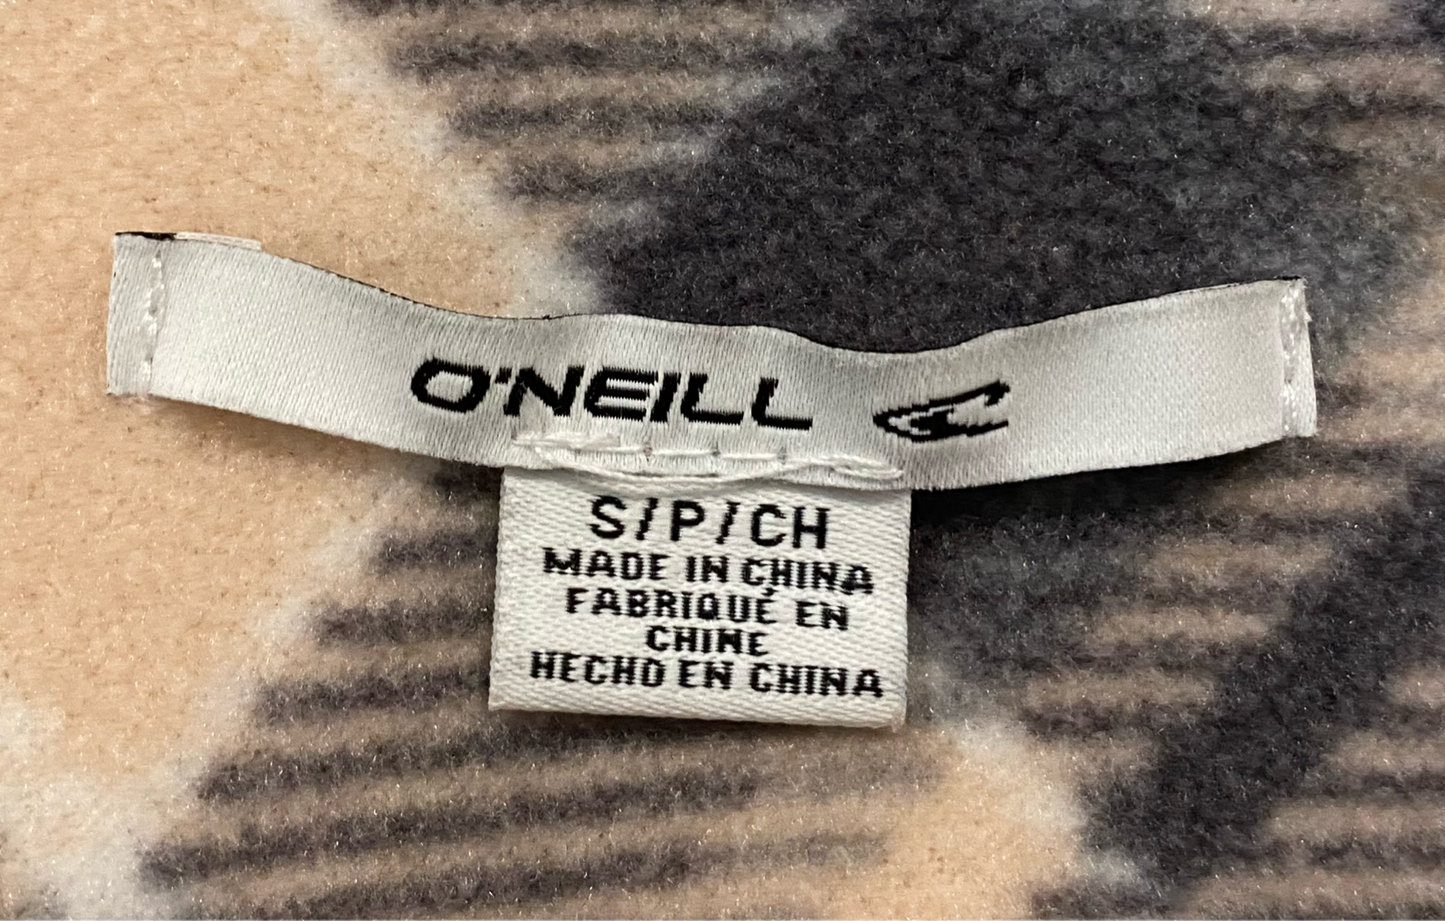 O'NEILL
S/P/CH
MADE IN CHINA
FABRIQUÉ EN
CHINE
HECHO EN CHINA